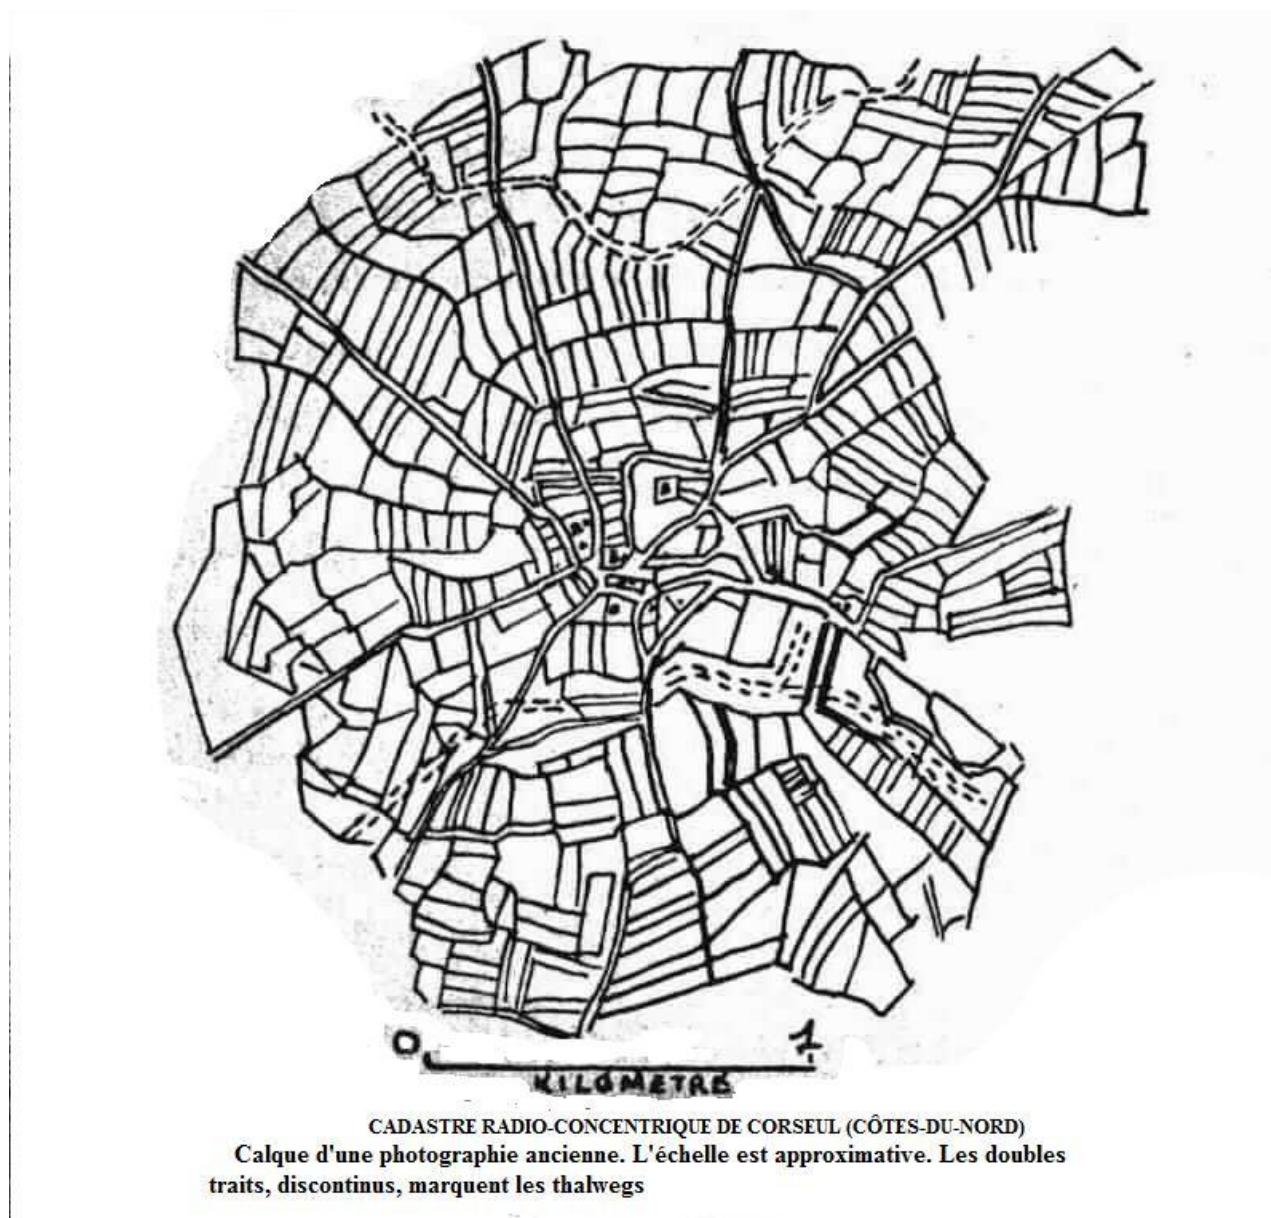 0 1
KILOMETRE
CADASTRE RADIO-CONCENTRIQUE DE CORSEUL (CÔTES-DU-NORD)
Calque d'une photographie ancienne. L'échelle est approximative. Les doubles
traits, discontinus, marquent les thalwegs